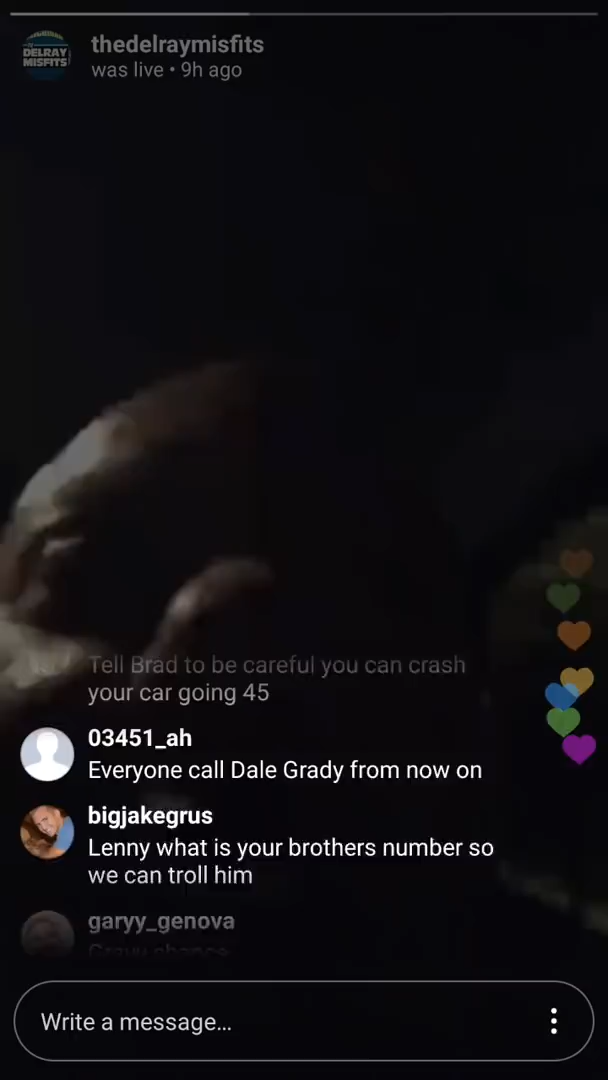 DELRAY
MISFITS
thedelraymisfits
was live • 9h ago
Tell Brad to be careful you can crash
your car going 45
03451_ah
Everyone call Dale Grady from now on
bigjakegrus
Lenny what is your brothers number so
we can troll him
garyy_genova
Write a message...